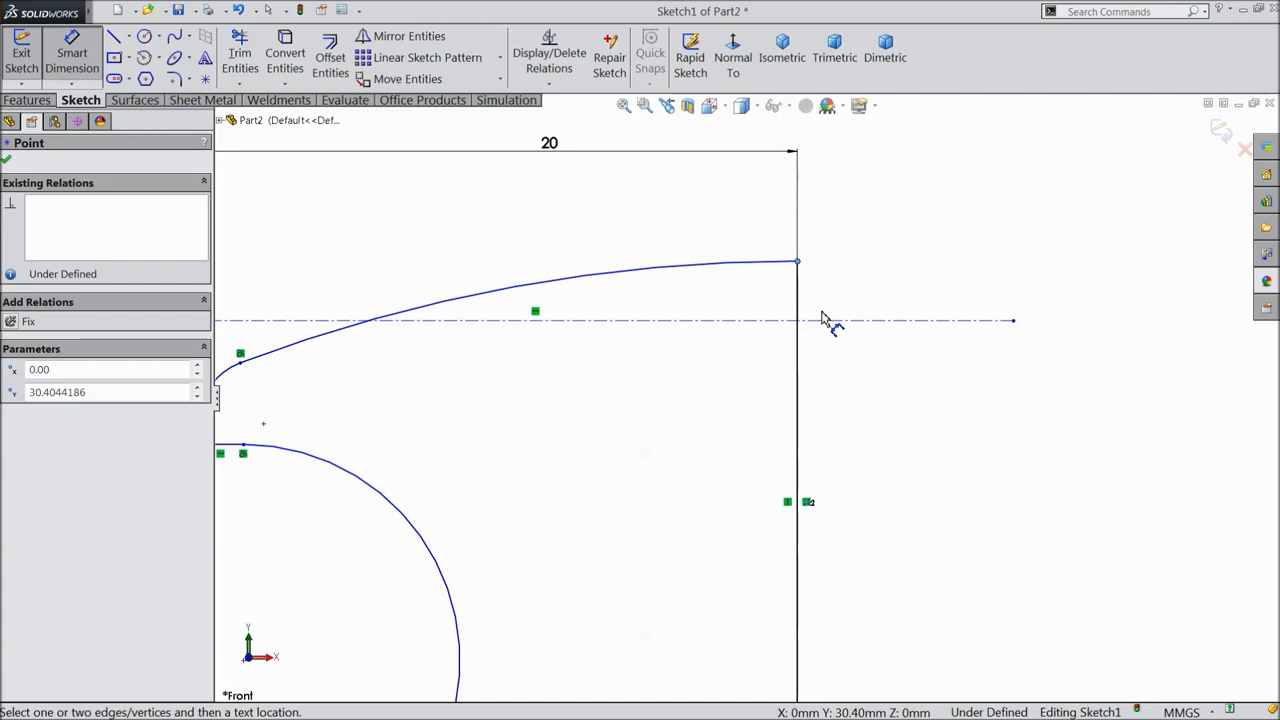 SOLIDWORKS
Sketch1 of Part2 *
Search Commands
Exit Sketch
Smart Dimension
Trim Entities
Convert Entities
Offset Entities
Mirror Entities
Linear Sketch Pattern
Move Entities
Display/Delete Relations
Repair Sketch
Quick Snaps
Rapid Sketch
Normal To
Isometric
Trimetric
Dimetric
Features
Sketch
Surfaces
Sheet Metal
Weldments
Evaluate
Office Products
Simulation
Part2 (Default<<Def...
Point
?
Existing Relations
Under Defined
Add Relations
Fix
Parameters
0.00
30.4044186
20
2
Y
X
*Front
Select one or two edges/vertices and then a text location.
X: 0mm Y: 30.40mm Z: 0mm
Under Defined
Editing Sketch1
MMGS